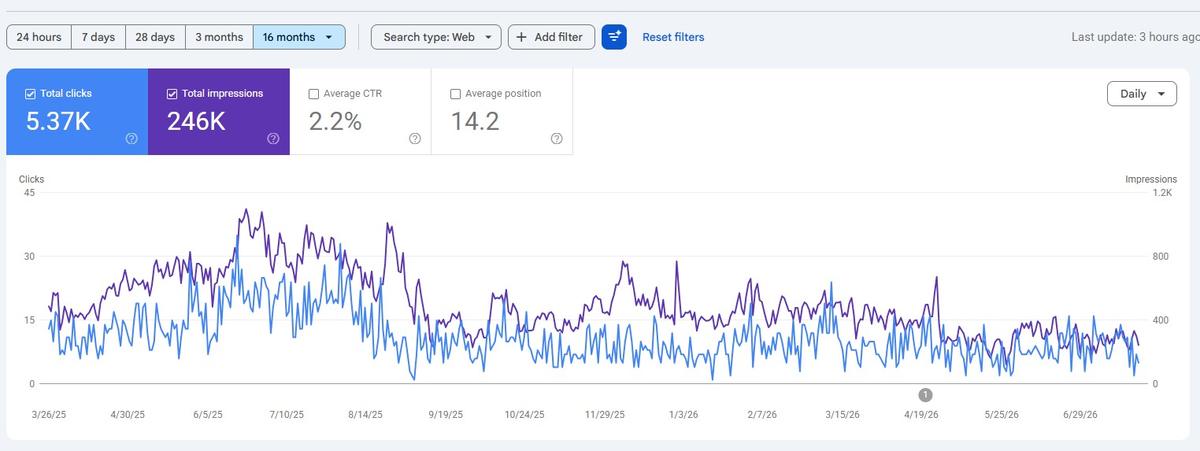 24 hours 7 days 28 days 3 months 16 months Search type: Web + Add filter Reset filters Last update: 3 hours ago
Total clicks Total impressions Average CTR Average position Daily
5.37K 246K 2.2% 14.2
Clicks Impressions
45 1.2K
30 800
15 400
0 0
1
3/26/25 4/30/25 6/5/25 7/10/25 8/14/25 9/19/25 10/24/25 11/29/25 1/3/26 2/7/26 3/15/26 4/19/26 5/25/26 6/29/26